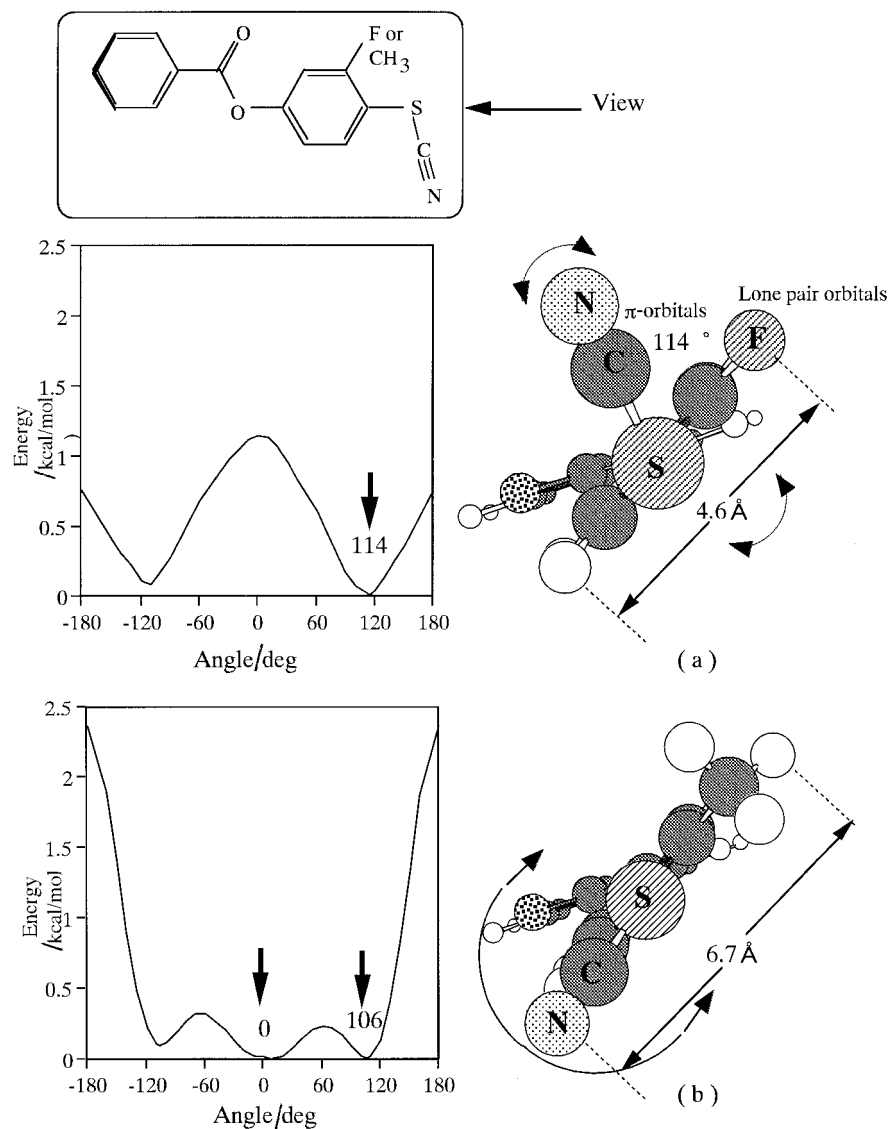 O
F or
CH3
O
S
C
N
View
2.5
2
1.5
1
0.5
0
Energy
/kcal/mol
114
-180 -120 -60 0 60 120 180
Angle/deg
N
π-orbitals
Lone pair orbitals
C
114 °
F
S
4.6 Å
( a )
2.5
2
1.5
1
0.5
0
Energy
/kcal/mol
0
106
-180 -120 -60 0 60 120 180
Angle/deg
S
C
N
6.7 Å
( b )